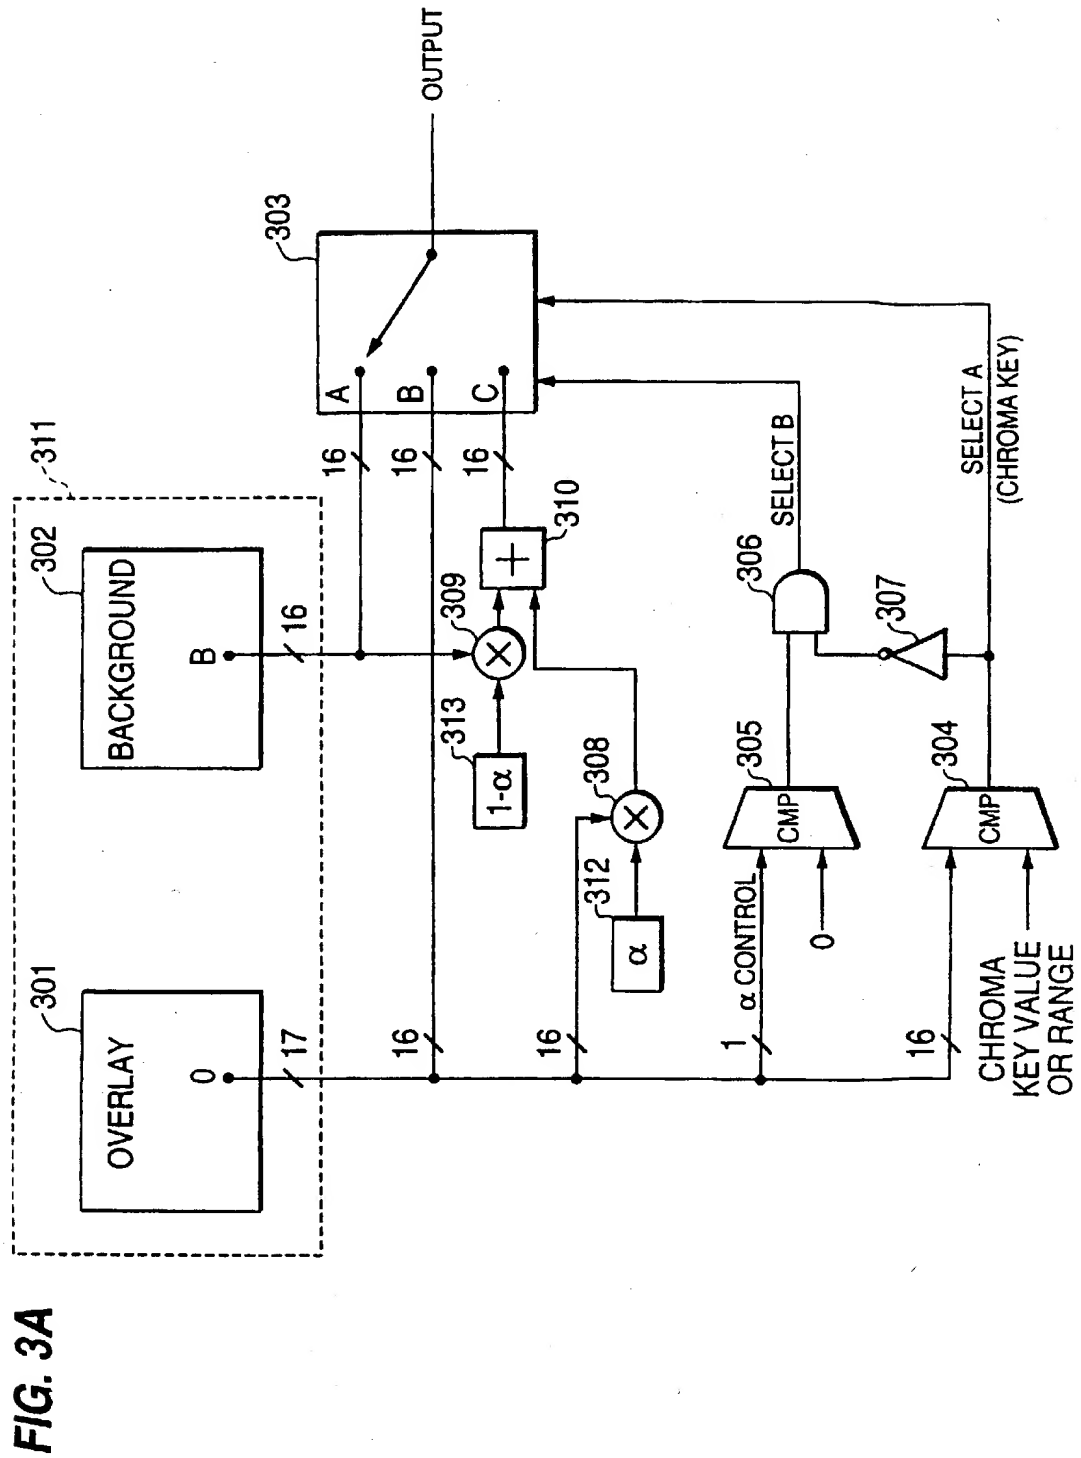 FIG. 3A
311
301
OVERLAY
0
17
302
BACKGROUND
B
16
303
A
B
C
16
16
16
OUTPUT
16
16
1
16
α CONTROL
0
CHROMA
KEY VALUE
OR RANGE
312
α
308
313
1-α
309
310
+
305
CMP
304
CMP
306
307
SELECT B
SELECT A
(CHROMA KEY)